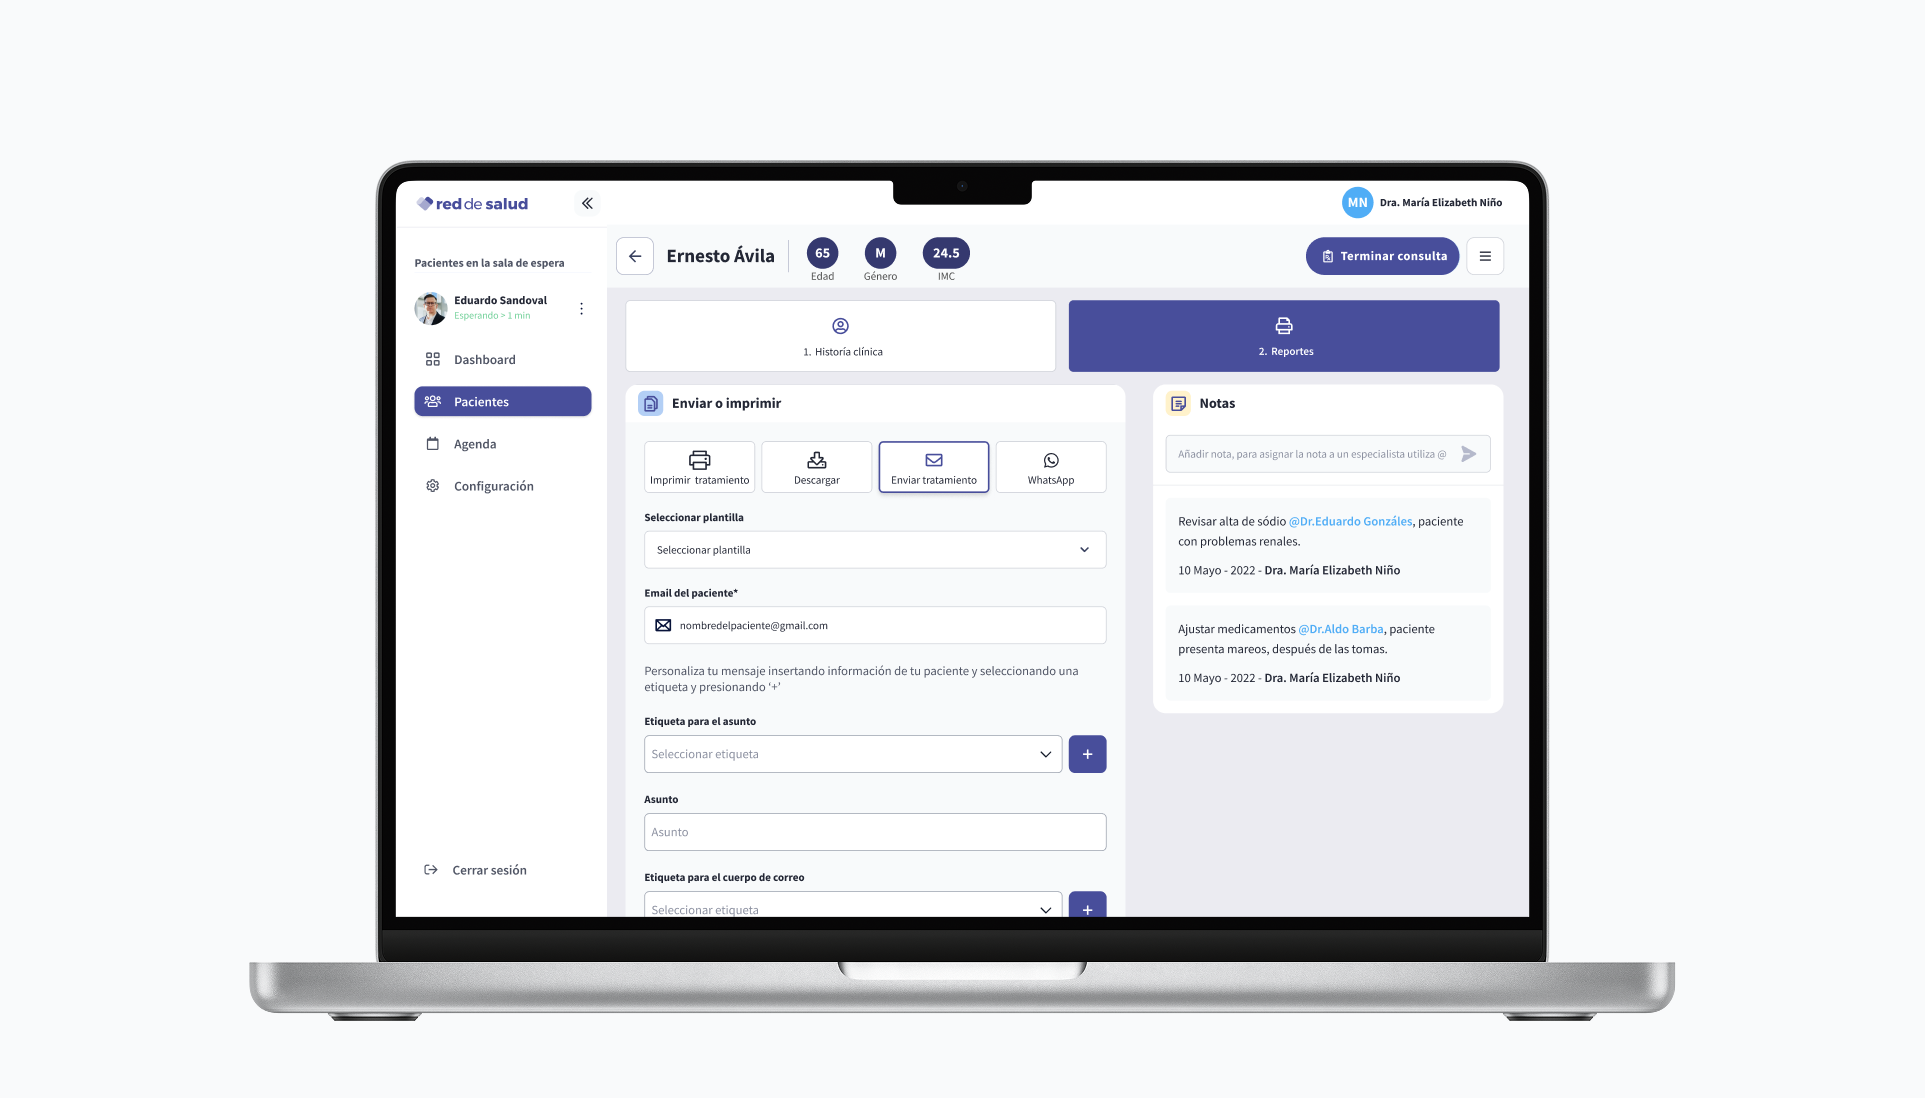 red de salud
MN
Dra. María Elizabeth Niño
Pacientes en la sala de espera
Eduardo Sandoval
Esperando > 1 min
Dashboard
Pacientes
Agenda
Configuración
Cerrar sesión
Ernesto Ávila
65
Edad
M
Género
24.5
IMC
Terminar consulta
1. Historía clínica
2. Reportes
Enviar o imprimir
Imprimir tratamiento
Descargar
Enviar tratamiento
WhatsApp
Seleccionar plantilla
Seleccionar plantilla
Email del paciente*
nombredelpaciente@gmail.com
Personaliza tu mensaje insertando información de tu paciente y seleccionando una
etiqueta y presionando ‘+’
Etiqueta para el asunto
Seleccionar etiqueta
+
Asunto
Asunto
Etiqueta para el cuerpo de correo
Seleccionar etiqueta
+
Notas
Añadir nota, para asignar la nota a un especialista utiliza @
Revisar alta de sódio @Dr.Eduardo Gonzáles, paciente
con problemas renales.
10 Mayo - 2022 - Dra. María Elizabeth Niño
Ajustar medicamentos @Dr.Aldo Barba, paciente
presenta mareos, después de las tomas.
10 Mayo - 2022 - Dra. María Elizabeth Niño